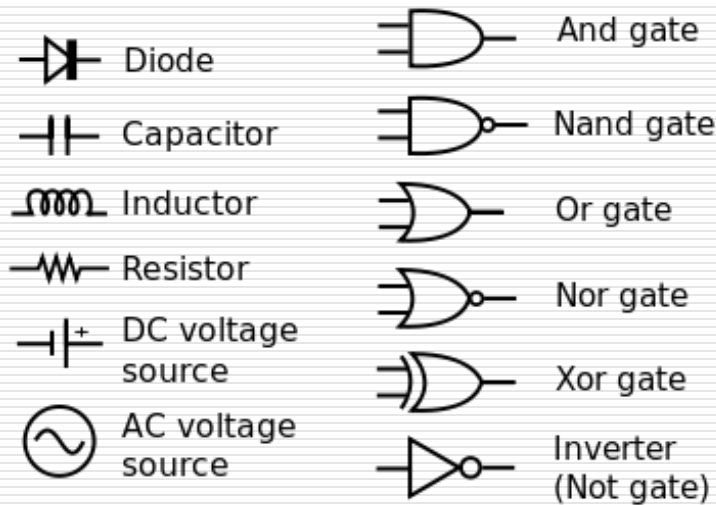 Diode
Capacitor
Inductor
Resistor
+
DC voltage
source
AC voltage
source
And gate
Nand gate
Or gate
Nor gate
Xor gate
Inverter
(Not gate)